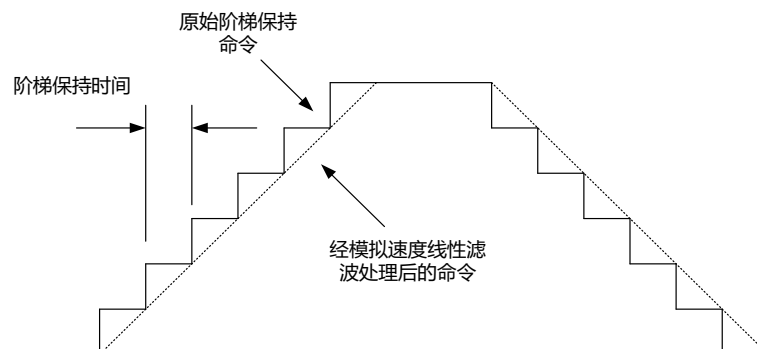 原始阶梯保持
命令
阶梯保持时间
经模拟速度线性滤
波处理后的命令